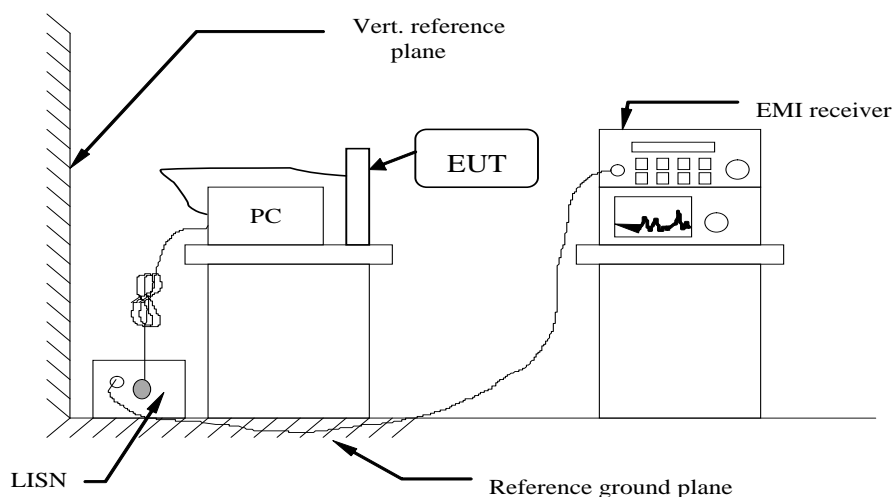 Vert. reference
plane
EMI receiver
EUT
PC
LISN
Reference ground plane